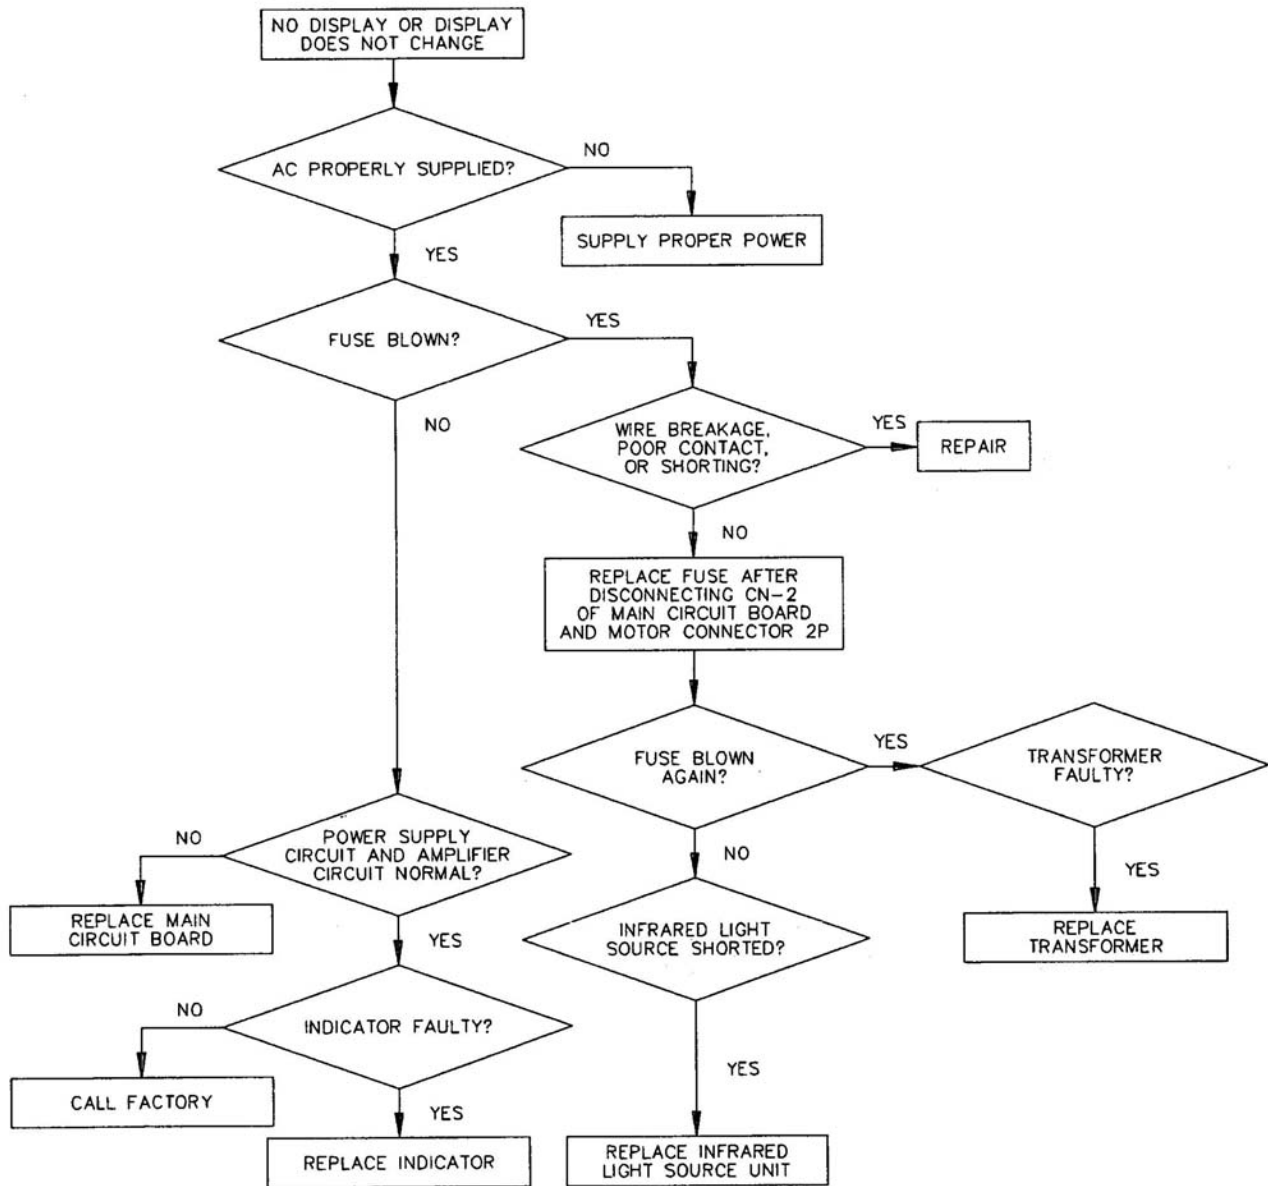 NO DISPLAY OR DISPLAY
DOES NOT CHANGE
AC PROPERLY SUPPLIED?
NO
SUPPLY PROPER POWER
YES
FUSE BLOWN?
YES
NO
WIRE BREAKAGE,
POOR CONTACT,
OR SHORTING?
YES
REPAIR
NO
REPLACE FUSE AFTER
DISCONNECTING CN-2
OF MAIN CIRCUIT BOARD
AND MOTOR CONNECTOR 2P
FUSE BLOWN
AGAIN?
YES
TRANSFORMER
FAULTY?
NO
POWER SUPPLY
CIRCUIT AND AMPLIFIER
CIRCUIT NORMAL?
NO
YES
REPLACE MAIN
CIRCUIT BOARD
YES
INFRARED LIGHT
SOURCE SHORTED?
REPLACE
TRANSFORMER
NO
INDICATOR FAULTY?
YES
CALL FACTORY
YES
REPLACE INDICATOR
REPLACE INFRARED
LIGHT SOURCE UNIT